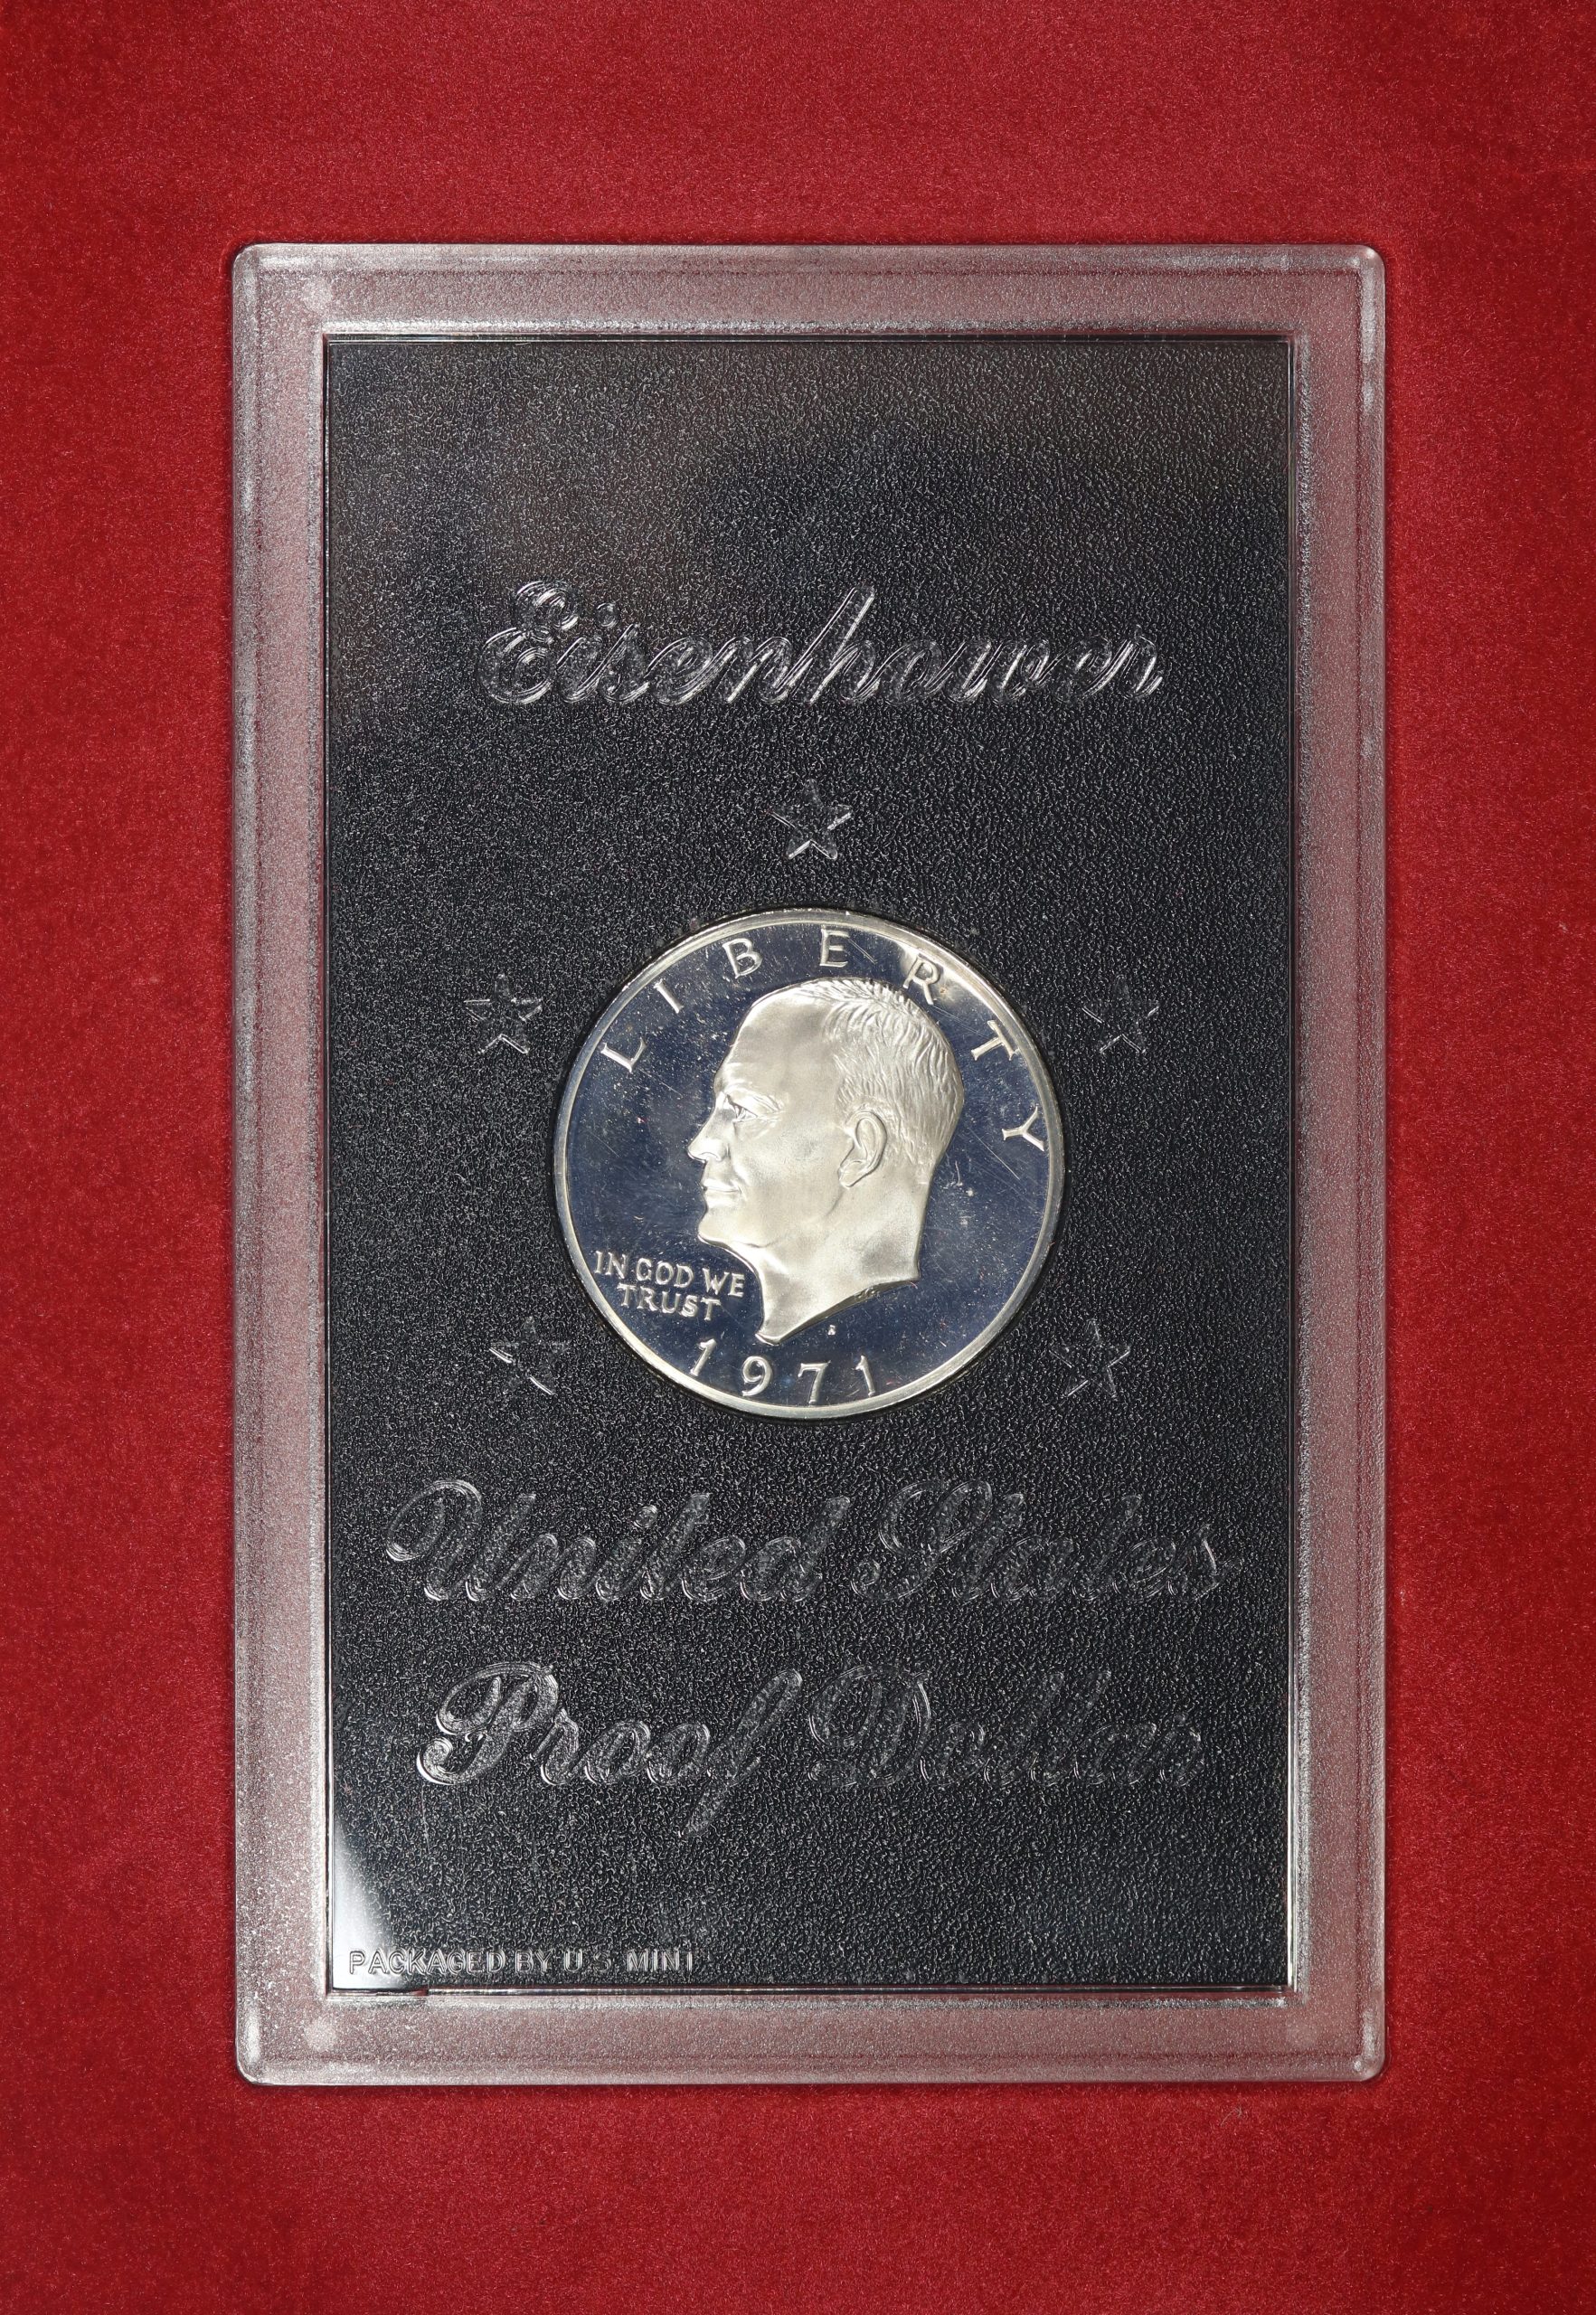 Eisenhower
LIBERTY
IN GOD WE
TRUST
S
1971
United States
Proof Dollar
PACKAGED BY U.S. MINT